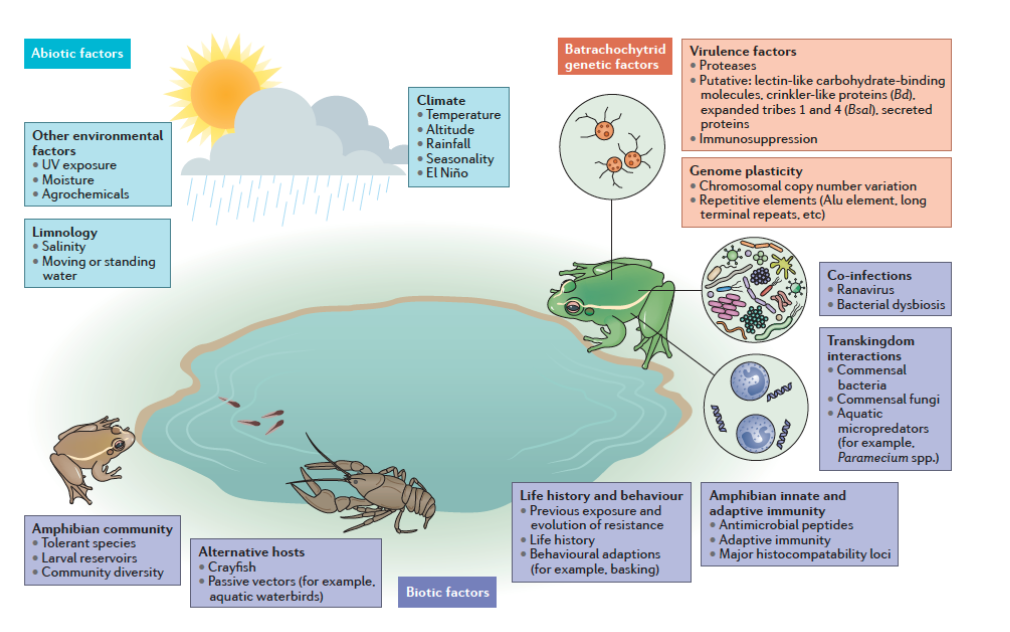 Abiotic factors
Other environmental
factors
• UV exposure
• Moisture
• Agrochemicals
Limnology
• Salinity
• Moving or standing
water
Climate
• Temperature
• Altitude
• Rainfall
• Seasonality
• El Niño
Batrachochytrid
genetic factors
Virulence factors
• Proteases
• Putative: lectin-like carbohydrate-binding
molecules, crinkler-like proteins (Bd),
expanded tribes 1 and 4 (Bsal), secreted
proteins
• Immunosuppression
Genome plasticity
• Chromosomal copy number variation
• Repetitive elements (Alu element, long
terminal repeats, etc)
Co-infections
• Ranavirus
• Bacterial dysbiosis
Transkingdom
interactions
• Commensal
bacteria
• Commensal fungi
• Aquatic
micropredators
(for example,
Paramecium spp.)
Amphibian community
• Tolerant species
• Larval reservoirs
• Community diversity
Alternative hosts
• Crayfish
• Passive vectors (for example,
aquatic waterbirds)
Biotic factors
Life history and behaviour
• Previous exposure and
evolution of resistance
• Life history
• Behavioural adaptions
(for example, basking)
Amphibian innate and
adaptive immunity
• Antimicrobial peptides
• Adaptive immunity
• Major histocompatability loci